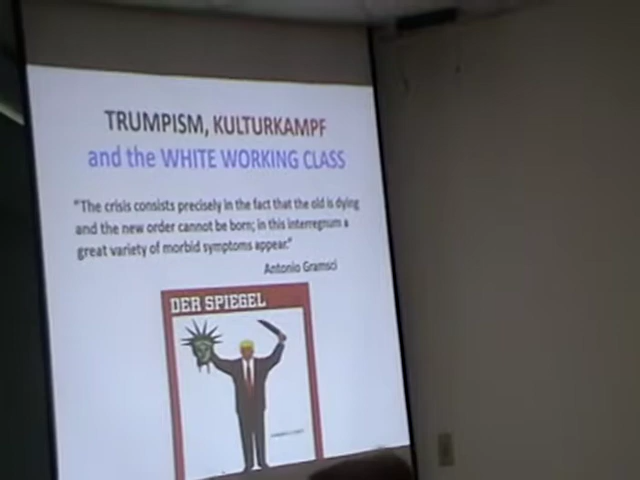 TRUMPISM, KULTURKAMPF
and the WHITE WORKING CLASS
"The crisis consists precisely in the fact that the old is dying
and the new order cannot be born; in this interregnum a
great variety of morbid symptoms appear."
Antonio Gramsci
DER SPIEGEL